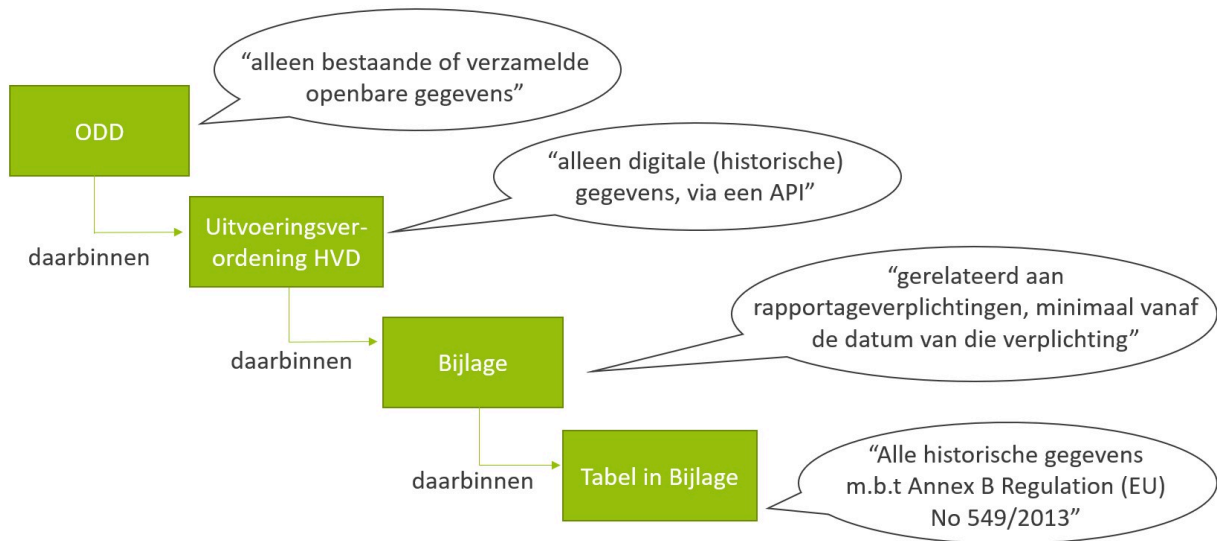 “alleen bestaande of verzamelde
openbare gegevens”
ODD
“alleen digitale (historische)
gegevens, via een API”
daarbinnen
Uitvoeringsver-
ordening HVD
“gerelateerd aan
rapportageverplichtingen, minimaal vanaf
de datum van die verplichting”
daarbinnen
Bijlage
“Alle historische gegevens
m.b.t Annex B Regulation (EU)
No 549/2013”
daarbinnen
Tabel in Bijlage